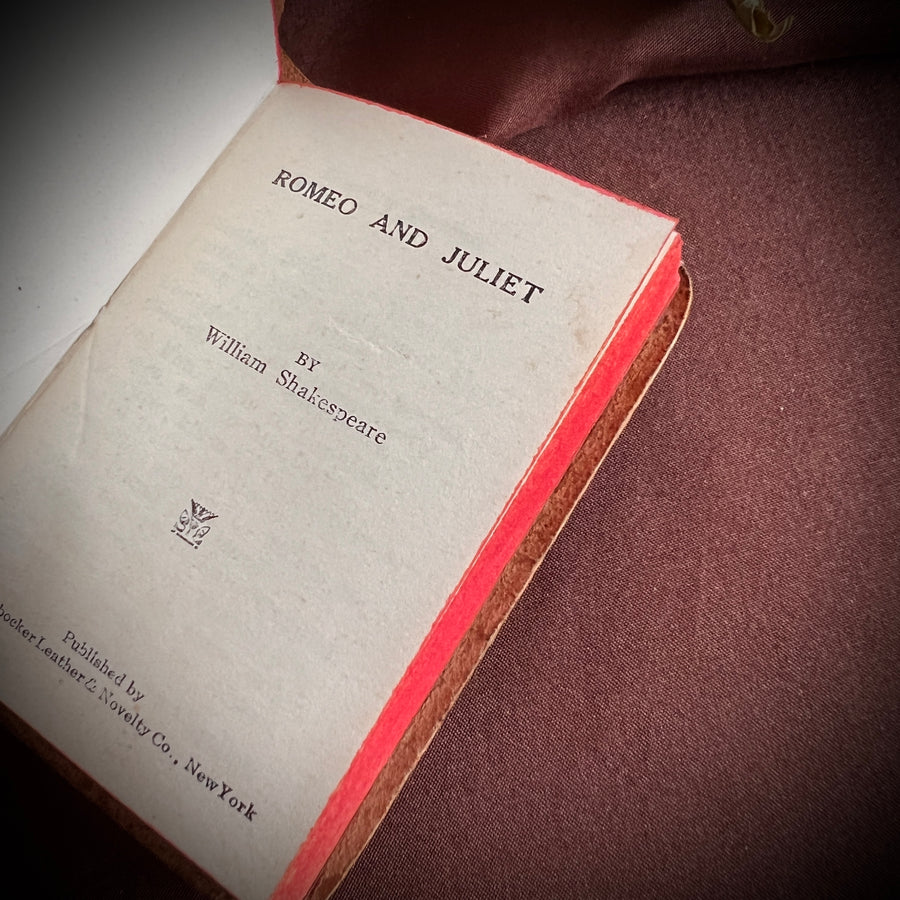 ROMEO AND JULIET
BY
William Shakespeare
Published by
bocker Leather & Novelty Co., New York